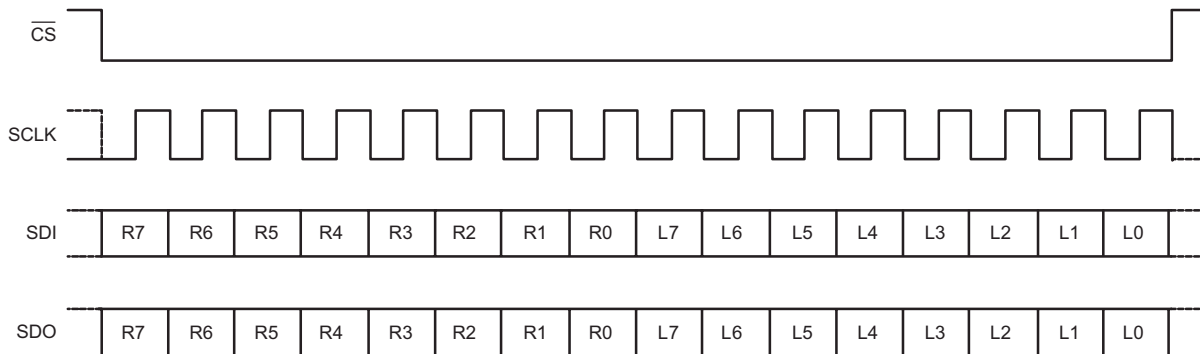 CS
SCLK
SDI R7 R6 R5 R4 R3 R2 R1 R0 L7 L6 L5 L4 L3 L2 L1 L0
SDO R7 R6 R5 R4 R3 R2 R1 R0 L7 L6 L5 L4 L3 L2 L1 L0